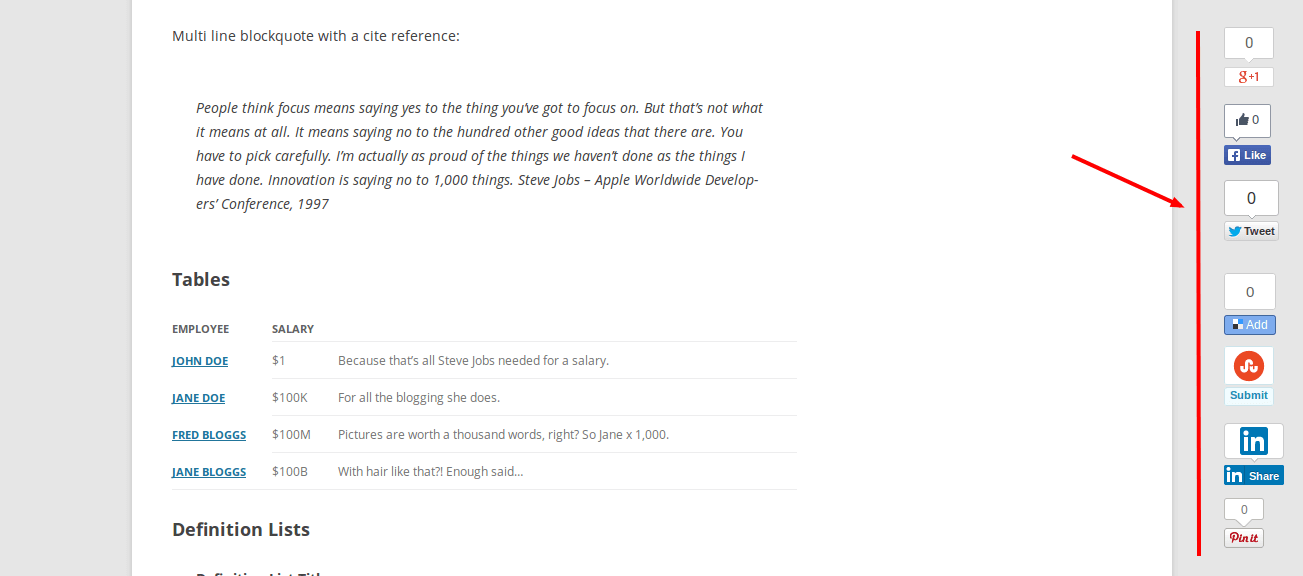 Multi line blockquote with a cite reference:
People think focus means saying yes to the thing you’ve got to focus on. But that’s not what
it means at all. It means saying no to the hundred other good ideas that there are. You
have to pick carefully. I’m actually as proud of the things we haven’t done as the things I
have done. Innovation is saying no to 1,000 things. Steve Jobs – Apple Worldwide Develop-
ers’ Conference, 1997
Tables
EMPLOYEE SALARY
JOHN DOE $1 Because that’s all Steve Jobs needed for a salary.
JANE DOE $100K For all the blogging she does.
FRED BLOGGS $100M Pictures are worth a thousand words, right? So Jane x 1,000.
JANE BLOGGS $100B With hair like that?! Enough said…
Definition Lists
0
g+1
0
Like
0
Tweet
0
Add
Submit
in
in Share
0
Pin it